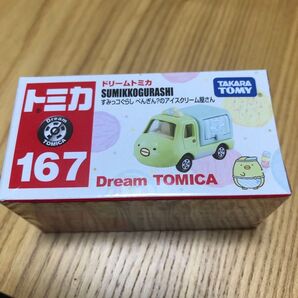 トミカ
Dream
TOMICA
167
ドリームトミカ
SUMIKKOGURASHI
すみっコぐらし ぺんぎん?のアイスクリーム屋さん
TAKARA
TOMY
Dream TOMICA